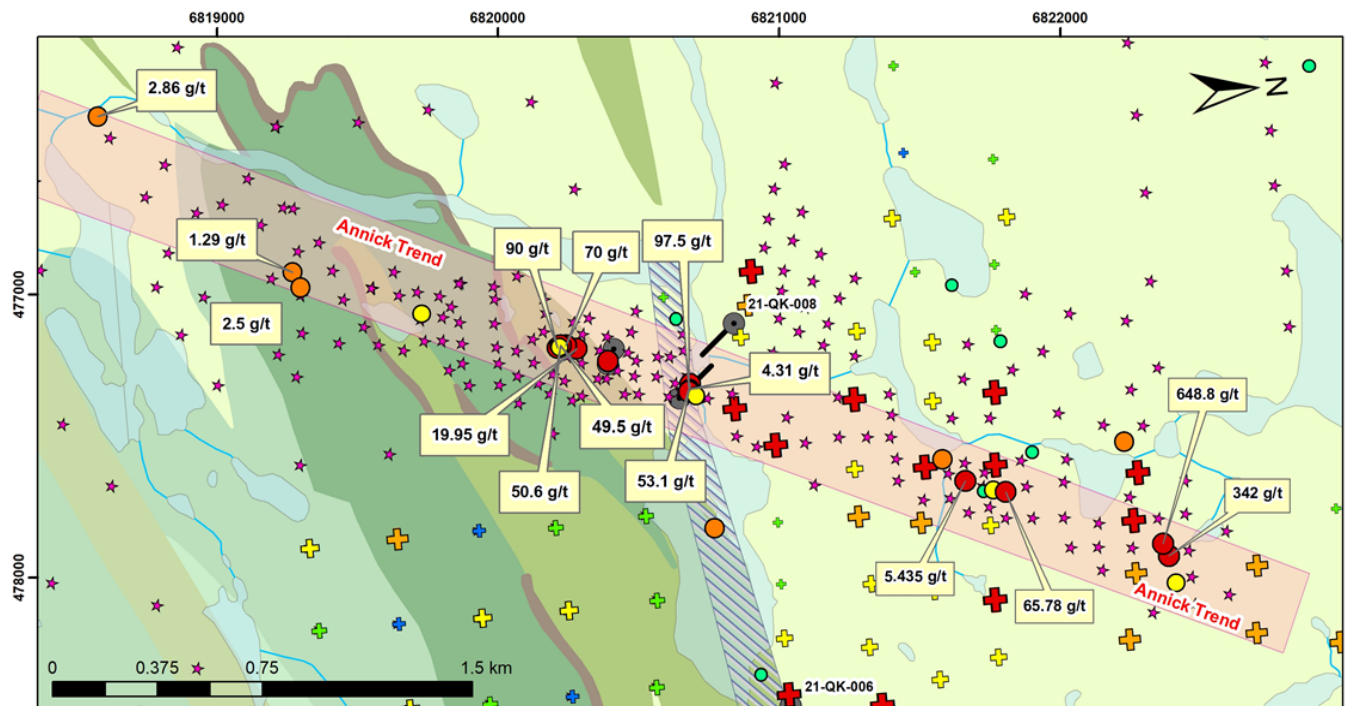 6819000
6820000
6821000
6822000
2.86 g/t
N
1.29 g/t
Annick Trend
90 g/t
70 g/t
97.5 g/t
477000
21-QK-008
2.5 g/t
4.31 g/t
648.8 g/t
19.95 g/t
49.5 g/t
50.6 g/t
53.1 g/t
342 g/t
478000
5.435 g/t
65.78 g/t
Annick Trend
0 0.375 0.75 1.5 km
21-QK-006